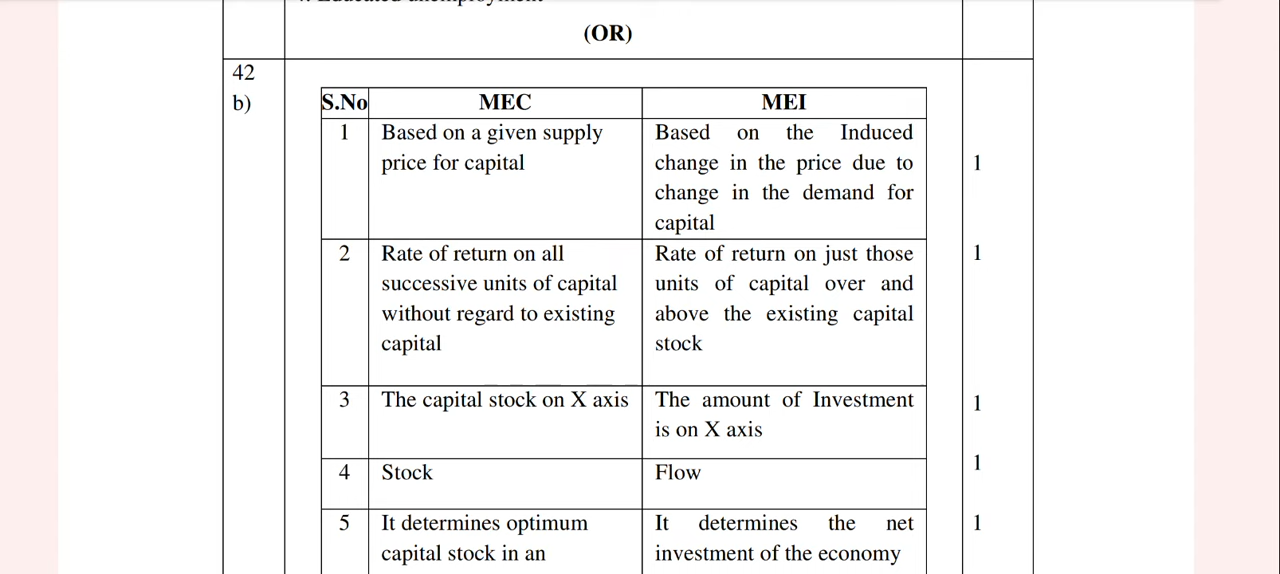 (OR)
42
b)
S.No MEC MEI
1 Based on a given supply price for capital Based on the Induced change in the price due to change in the demand for capital 1
2 Rate of return on all successive units of capital without regard to existing capital Rate of return on just those units of capital over and above the existing capital stock 1
3 The capital stock on X axis The amount of Investment is on X axis 1
4 Stock Flow 1
5 It determines optimum capital stock in an It determines the net investment of the economy 1